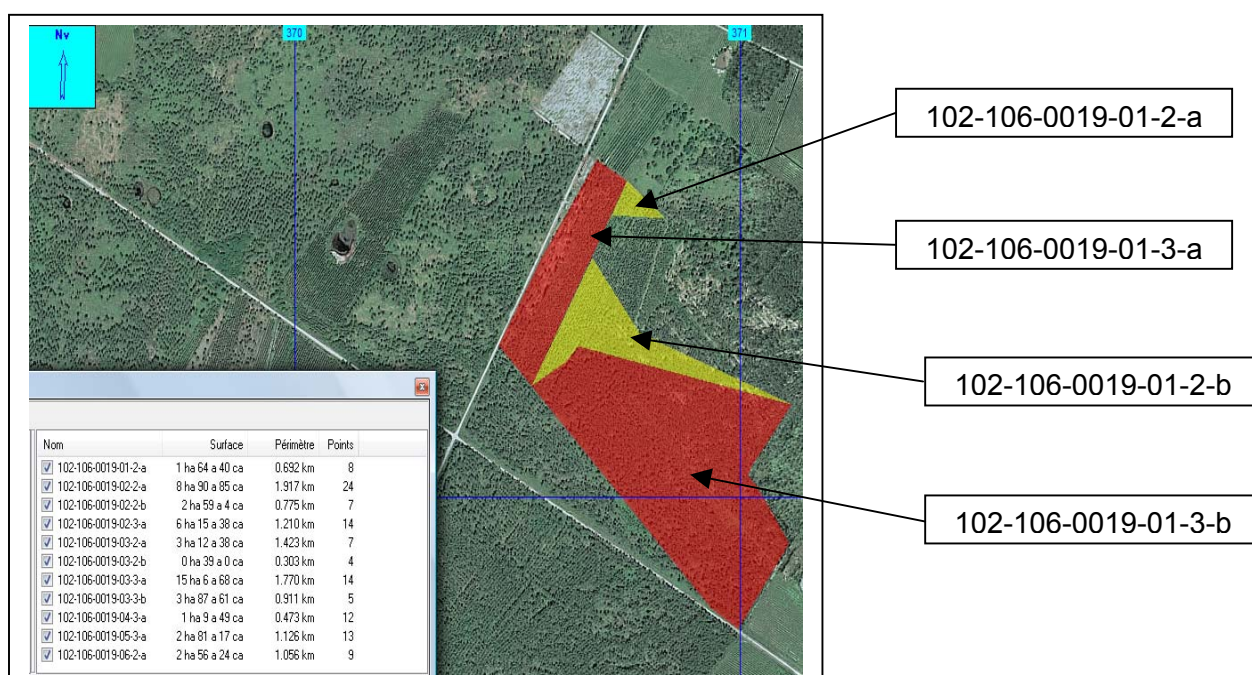 Nv
370
371
102-106-0019-01-2-a
102-106-0019-01-3-a
102-106-0019-01-2-b
102-106-0019-01-3-b
Nom Surface Périmètre Points
102-106-0019-01-2-a 1 ha 64 a 40 ca 0.692 km 8
102-106-0019-02-2-a 8 ha 90 a 85 ca 1.917 km 24
102-106-0019-02-2-b 2 ha 59 a 4 ca 0.775 km 7
102-106-0019-02-3-a 6 ha 15 a 38 ca 1.210 km 14
102-106-0019-03-2-a 3 ha 12 a 38 ca 1.423 km 7
102-106-0019-03-2-b 0 ha 39 a 0 ca 0.303 km 4
102-106-0019-03-3-a 15 ha 6 a 68 ca 1.770 km 14
102-106-0019-03-3-b 3 ha 87 a 61 ca 0.911 km 5
102-106-0019-04-3-a 1 ha 9 a 49 ca 0.473 km 12
102-106-0019-05-3-a 2 ha 81 a 17 ca 1.126 km 13
102-106-0019-06-2-a 2 ha 56 a 24 ca 1.056 km 9